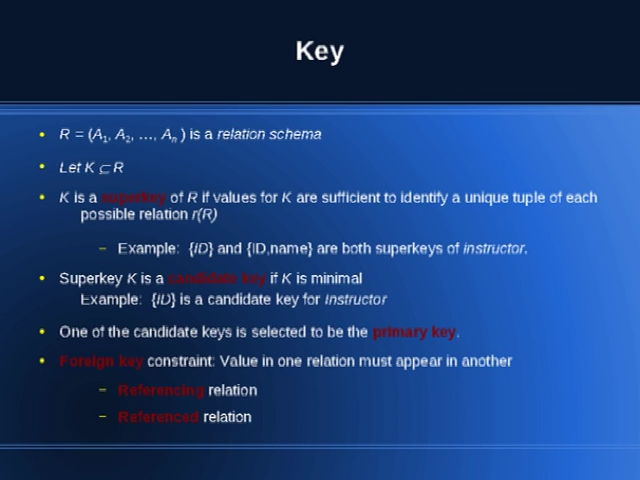 Key
• R = (A1, A2, …, An ) is a relation schema
• Let K ⊆ R
• K is a superkey of R if values for K are sufficient to identify a unique tuple of each
possible relation r(R)
– Example: {ID} and {ID,name} are both superkeys of instructor.
• Superkey K is a candidate key if K is minimal
Example: {ID} is a candidate key for Instructor
• One of the candidate keys is selected to be the primary key.
• Foreign key constraint: Value in one relation must appear in another
– Referencing relation
– Referenced relation